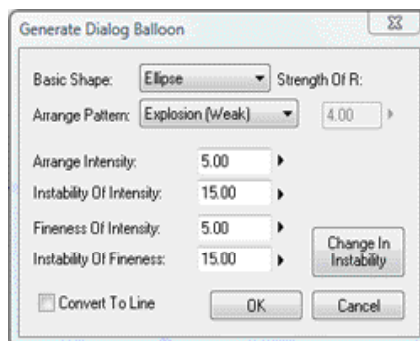 Generate Dialog Balloon
Basic Shape: Ellipse Strength Of R:
Arrange Pattern: Explosion (Weak) 4.00
Arrange Intensity: 5.00
Instability Of Intensity: 15.00
Fineness Of Intensity: 5.00
Instability Of Fineness: 15.00
Change In
Instability
Convert To Line OK Cancel